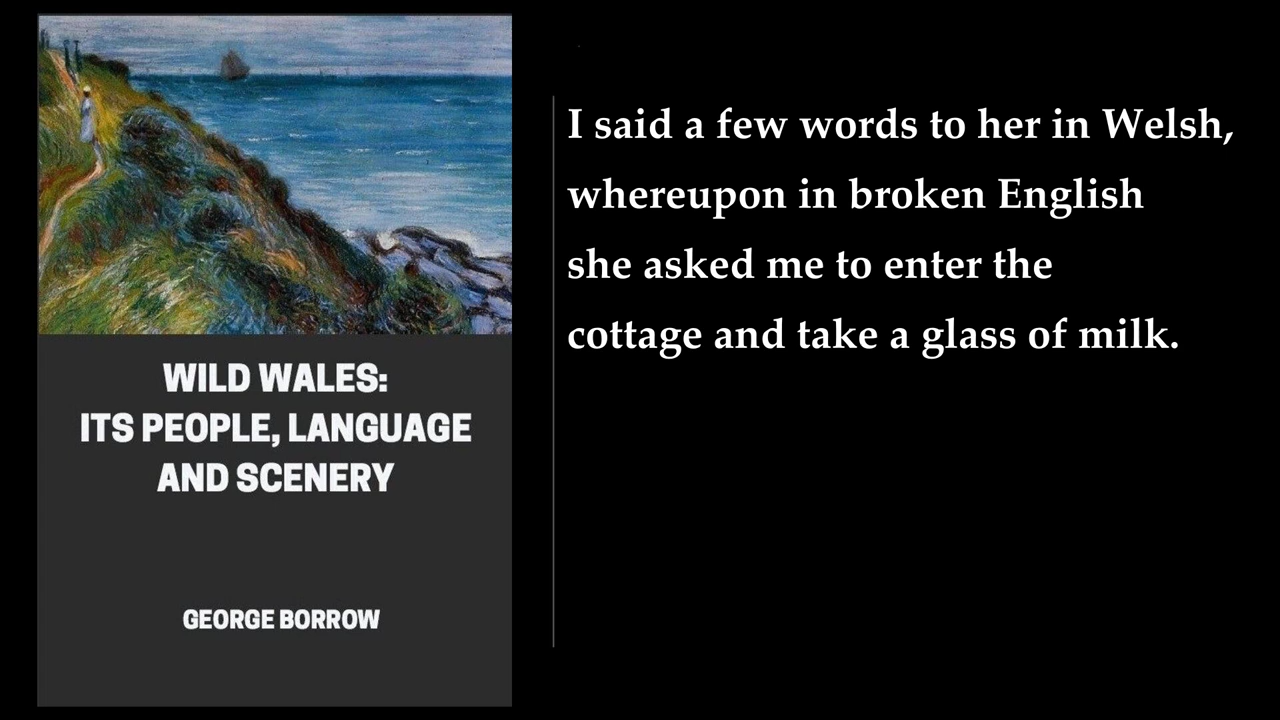 WILD WALES:
ITS PEOPLE, LANGUAGE
AND SCENERY
GEORGE BORROW
I said a few words to her in Welsh,
whereupon in broken English
she asked me to enter the
cottage and take a glass of milk.